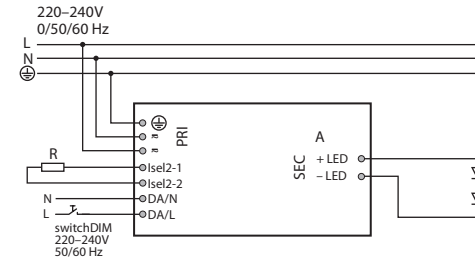 220–240V
0/50/60 Hz
L
N
PRI
A
SEC
+ LED
– LED
R
Isel2-1
Isel2-2
N
DA/N
L
DA/L
switchDIM
220–240V
50/60 Hz